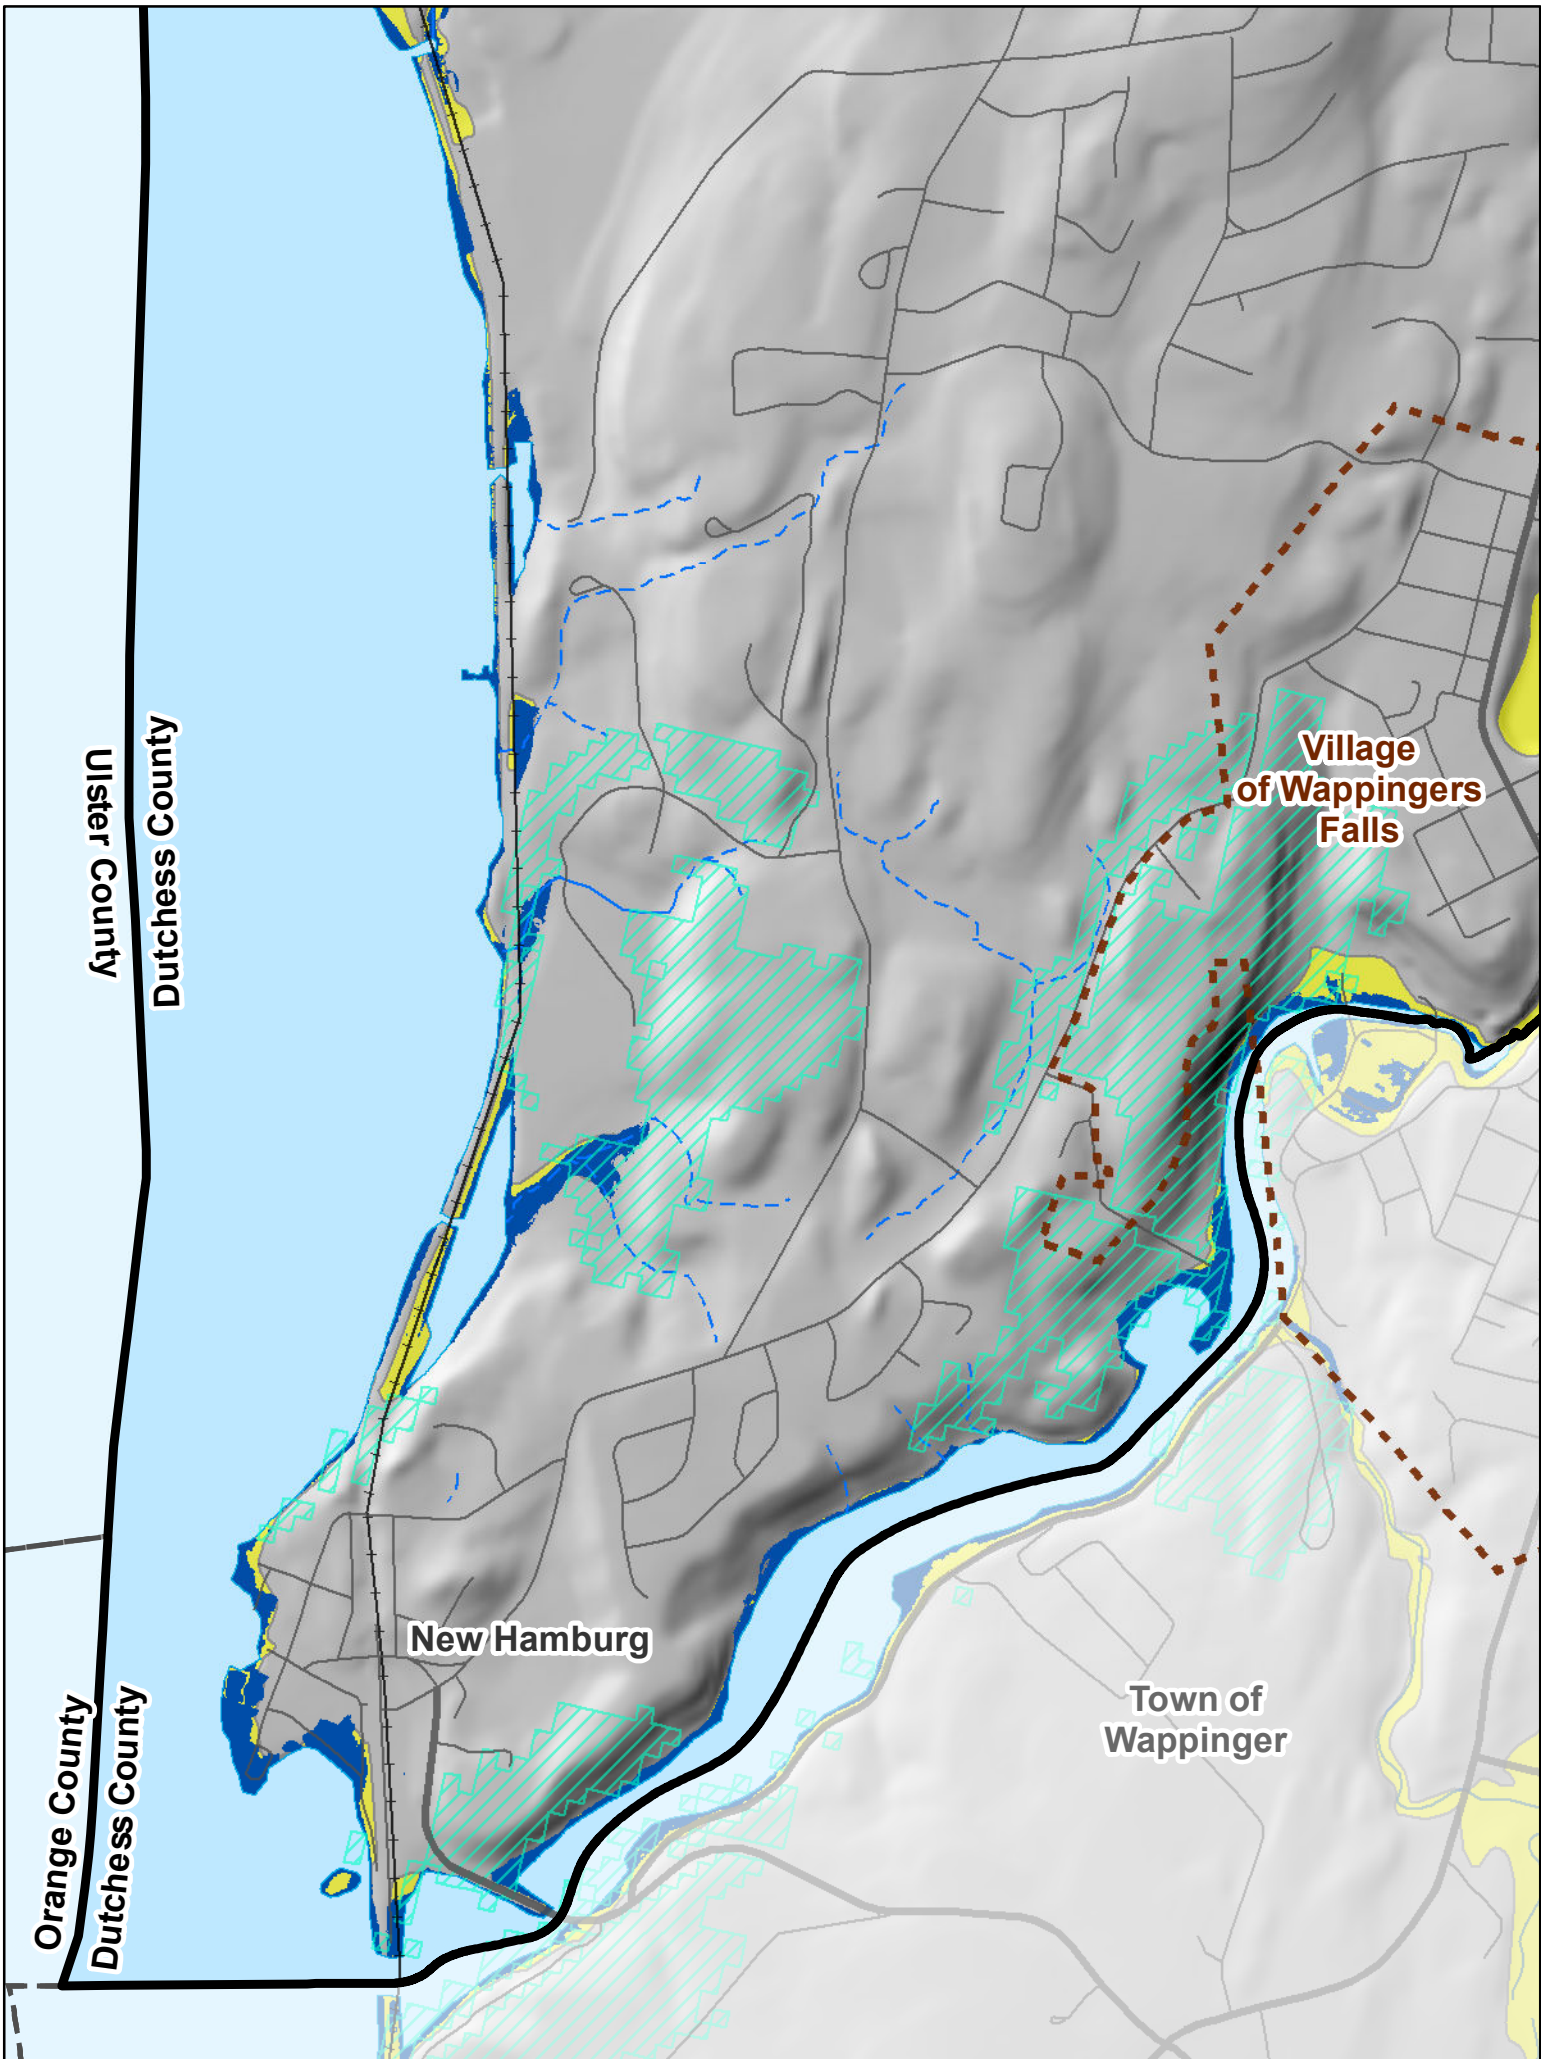 Village
of Wappingers
Falls
Ulster County
Dutchess County
New Hamburg
Town of
Wappinger
Orange County
Dutchess County